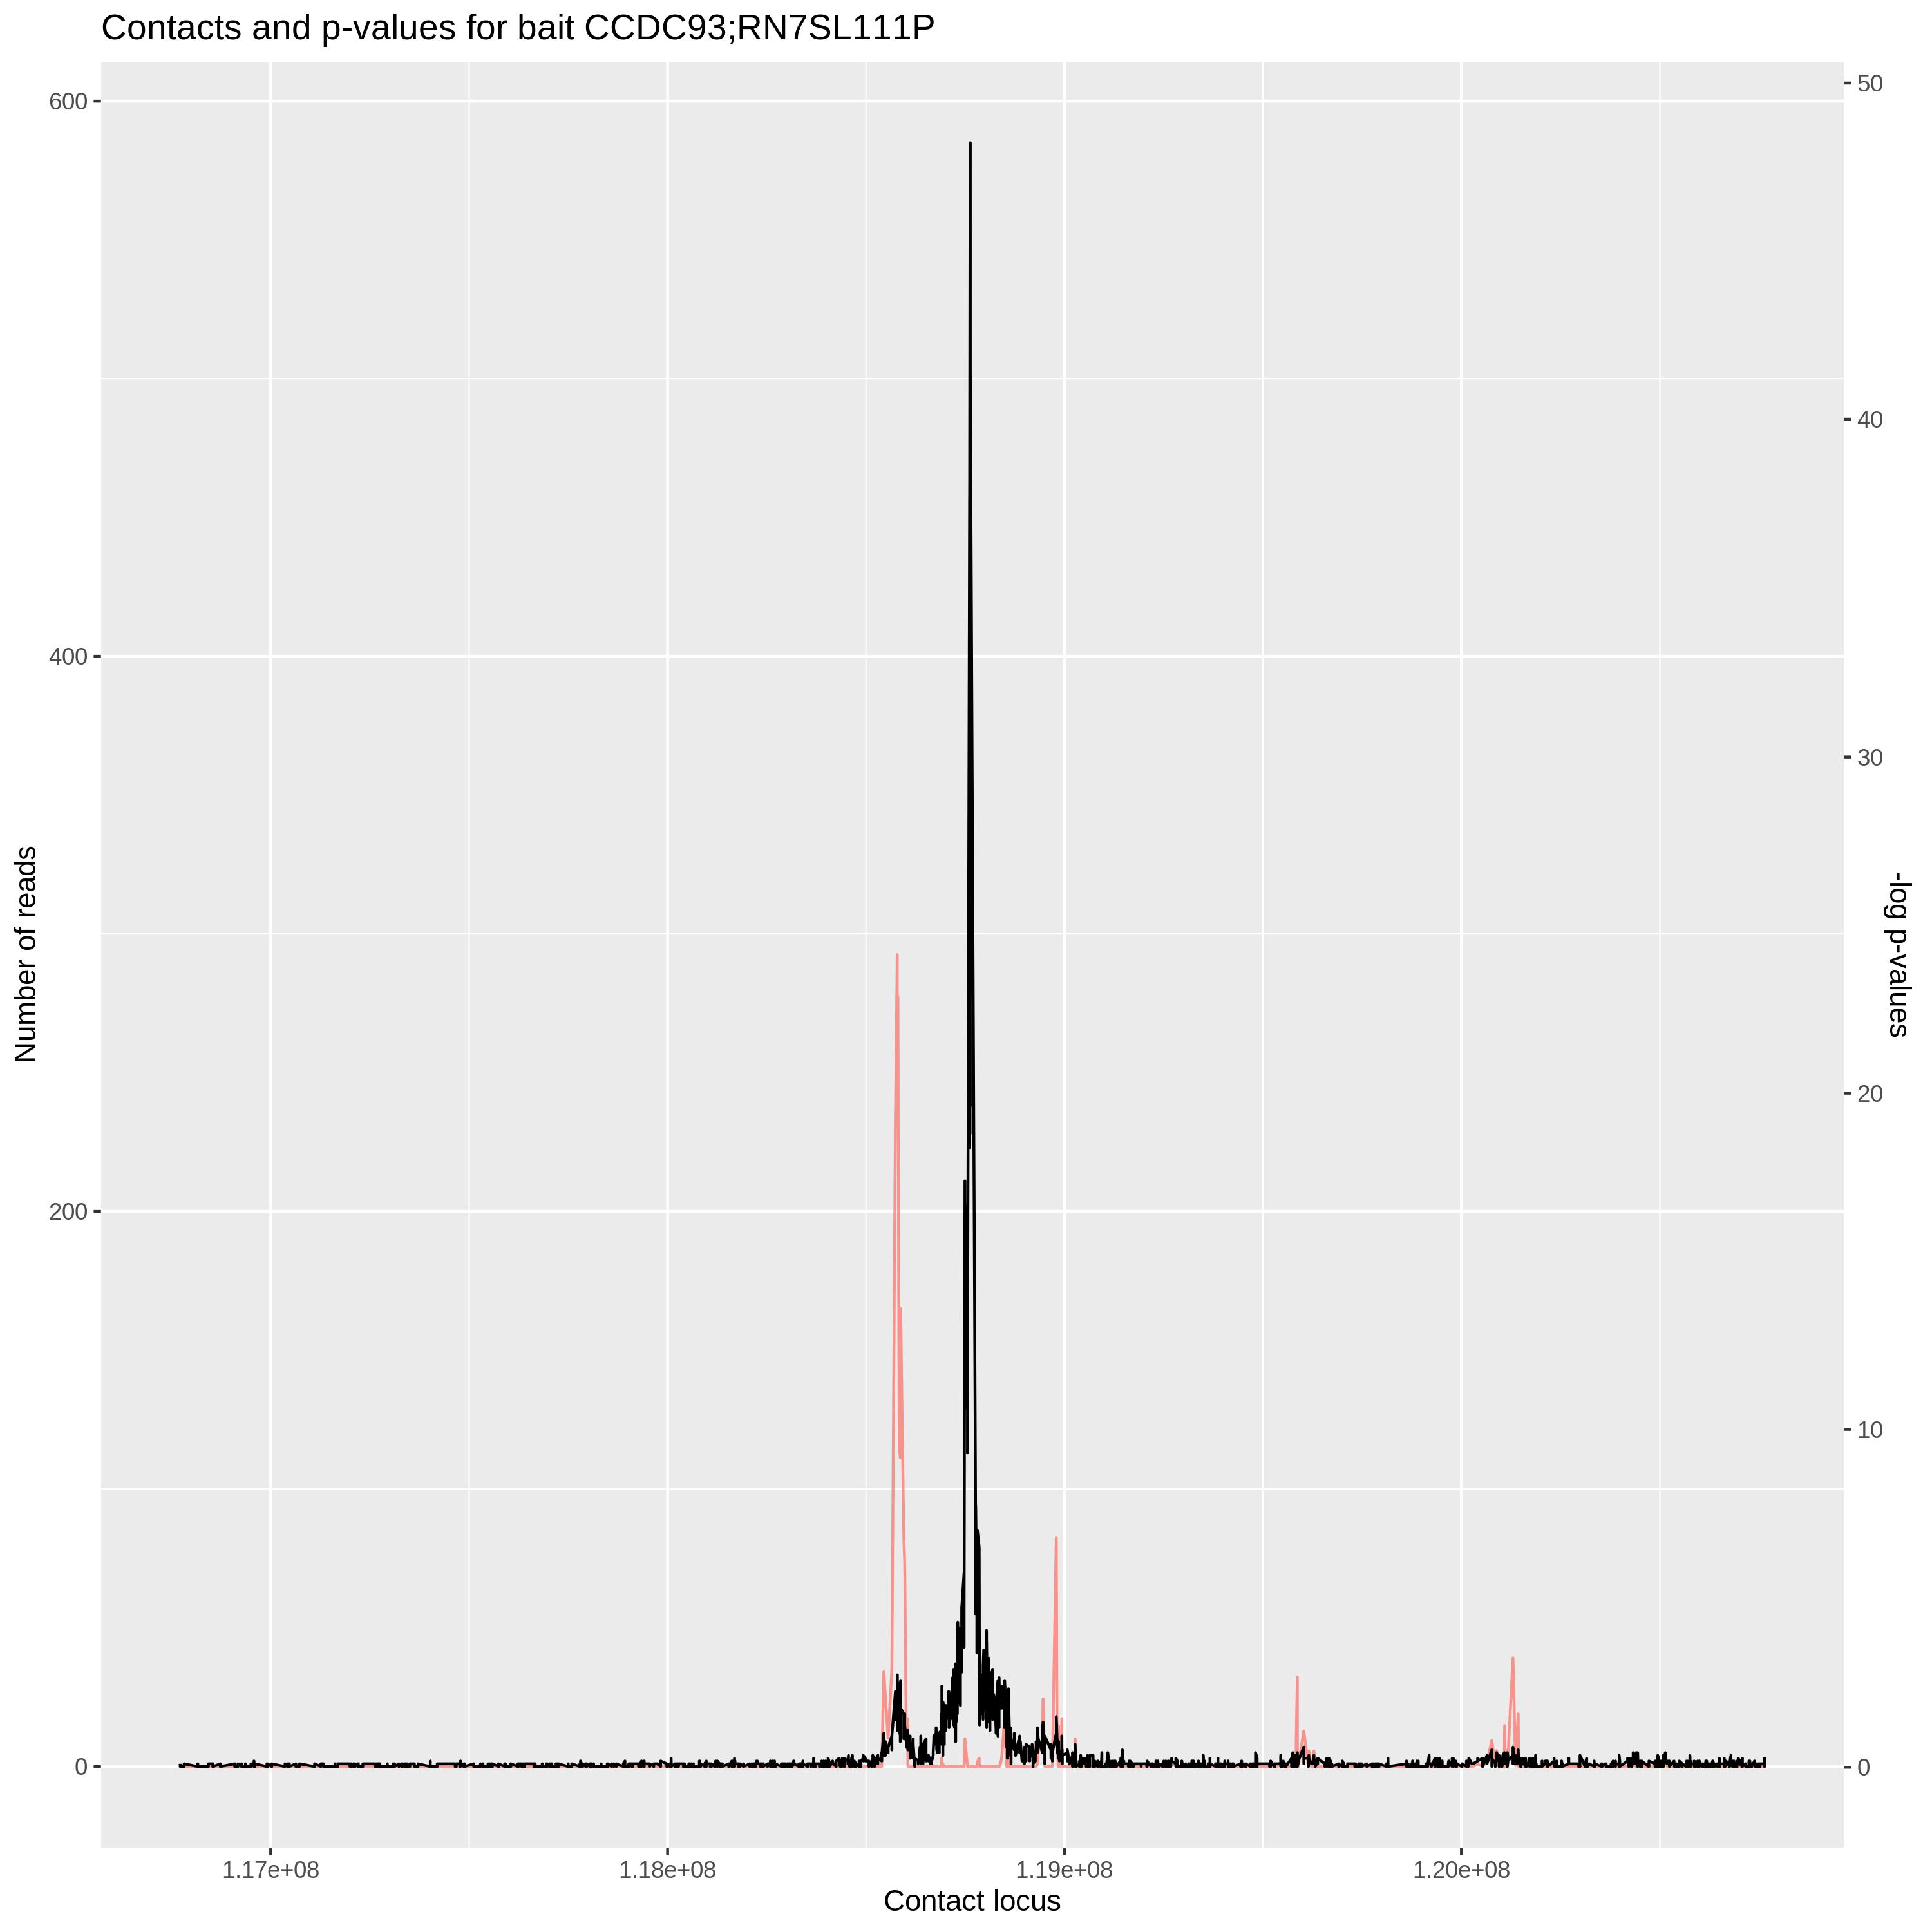 Contacts and p-values for bait CCDC93;RN7SL111P
600
400
200
0
Number of reads
50
40
30
20
10
0
-log p-values
1.17e+08
1.18e+08
1.19e+08
1.20e+08
Contact locus